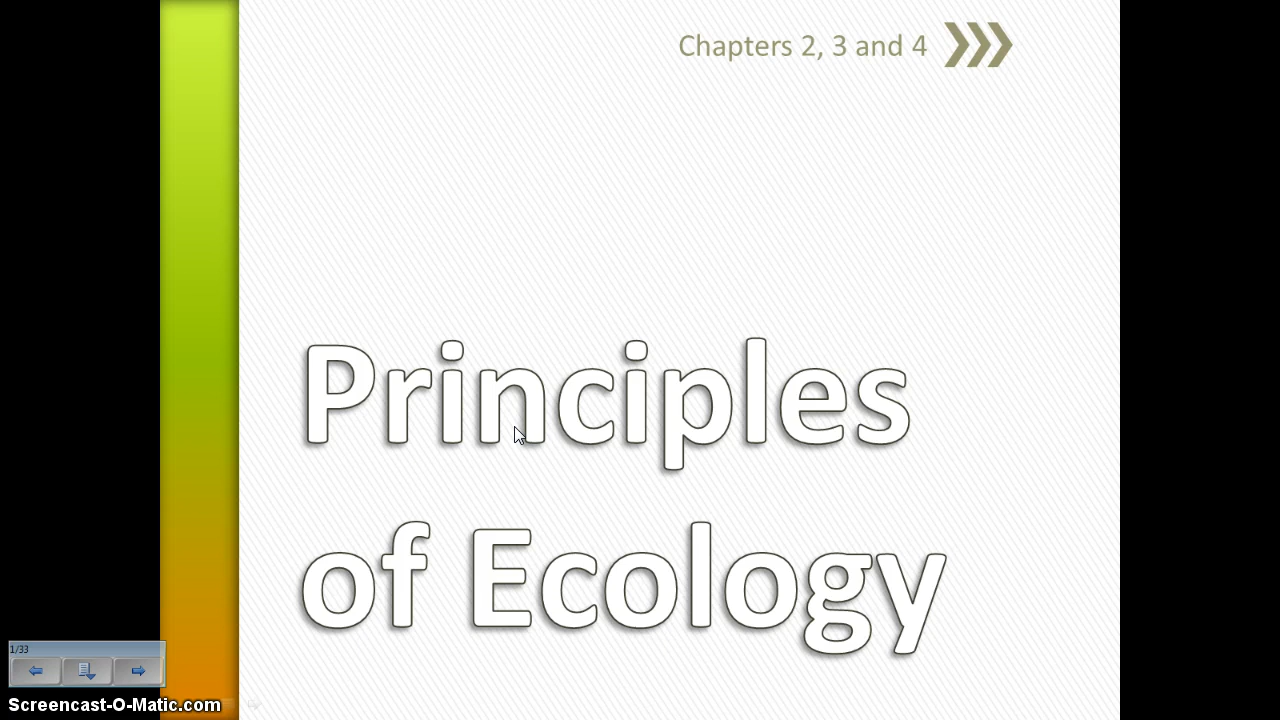 Chapters 2, 3 and 4
Principles
of Ecology
1/33
Screencast-O-Matic.com